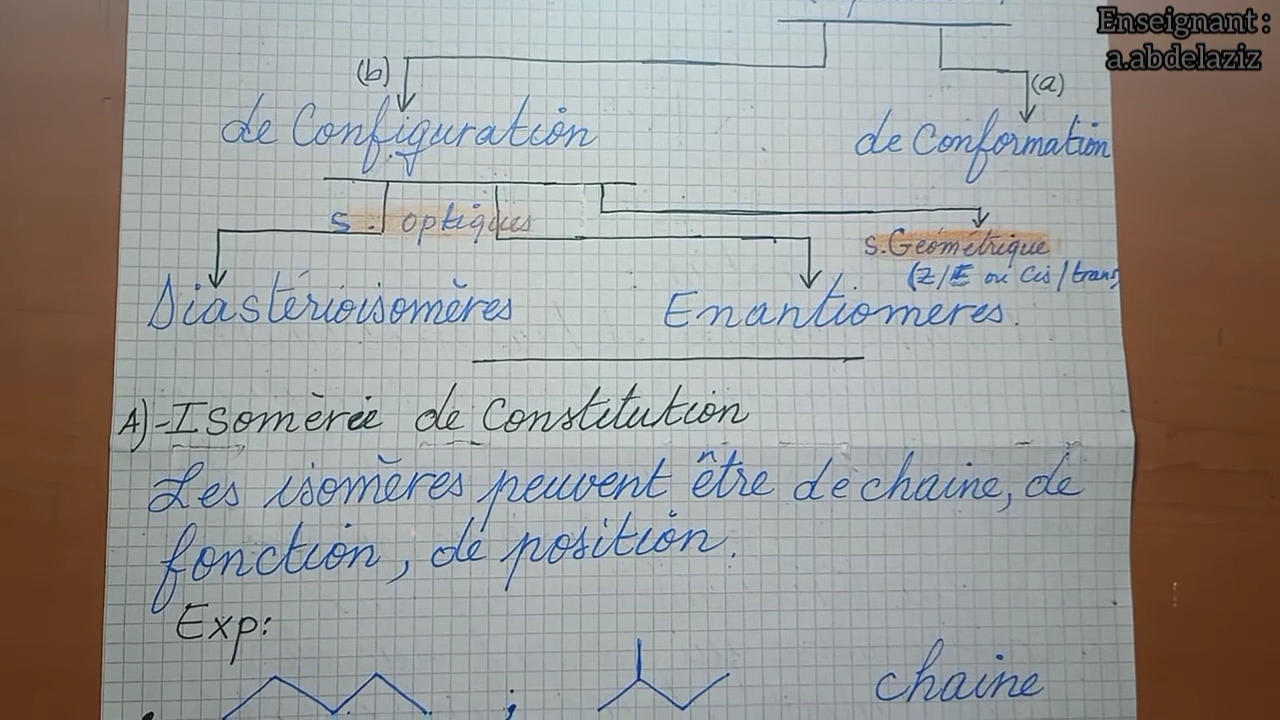 Enseignant :
a.abdelaziz
(b)
(a)
de Configuration
de Conformation
s. optiques
s. Géométrique
(Z/E ou Cis/trans)
Diastérioisomères
Enantiomeres.
A)-Isomèrie de Constitution
Les isomères peuvent être de chaine, de
fonction, de position.
Exp:
;
chaine